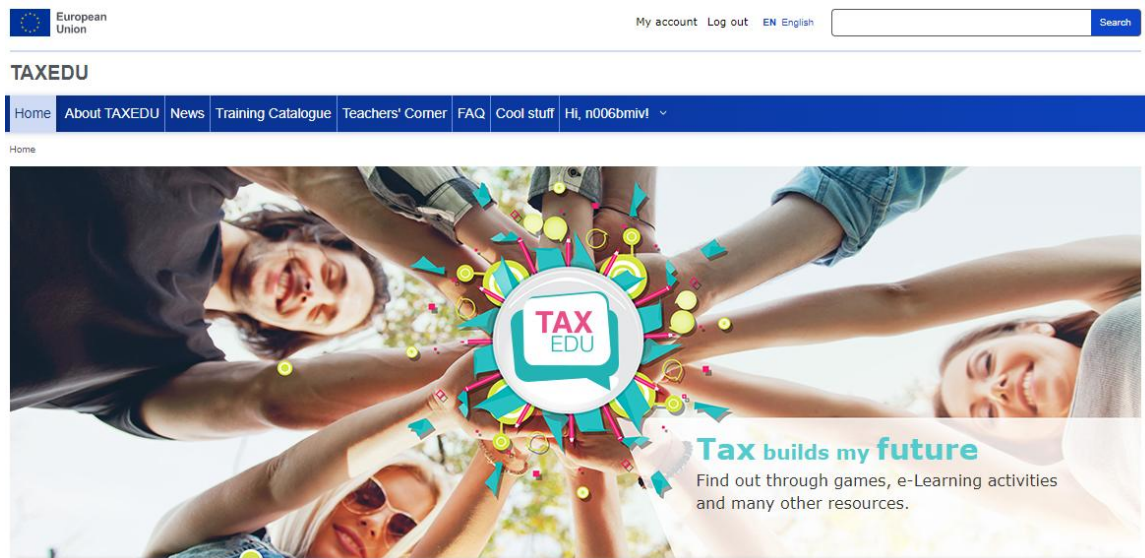 European
Union
My account Log out EN English
Search
TAXEDU
Home About TAXEDU News Training Catalogue Teachers' Corner FAQ Cool stuff Hi, n006bmiv!
Home
TAX
EDU
Tax builds my future
Find out through games, e-Learning activities
and many other resources.